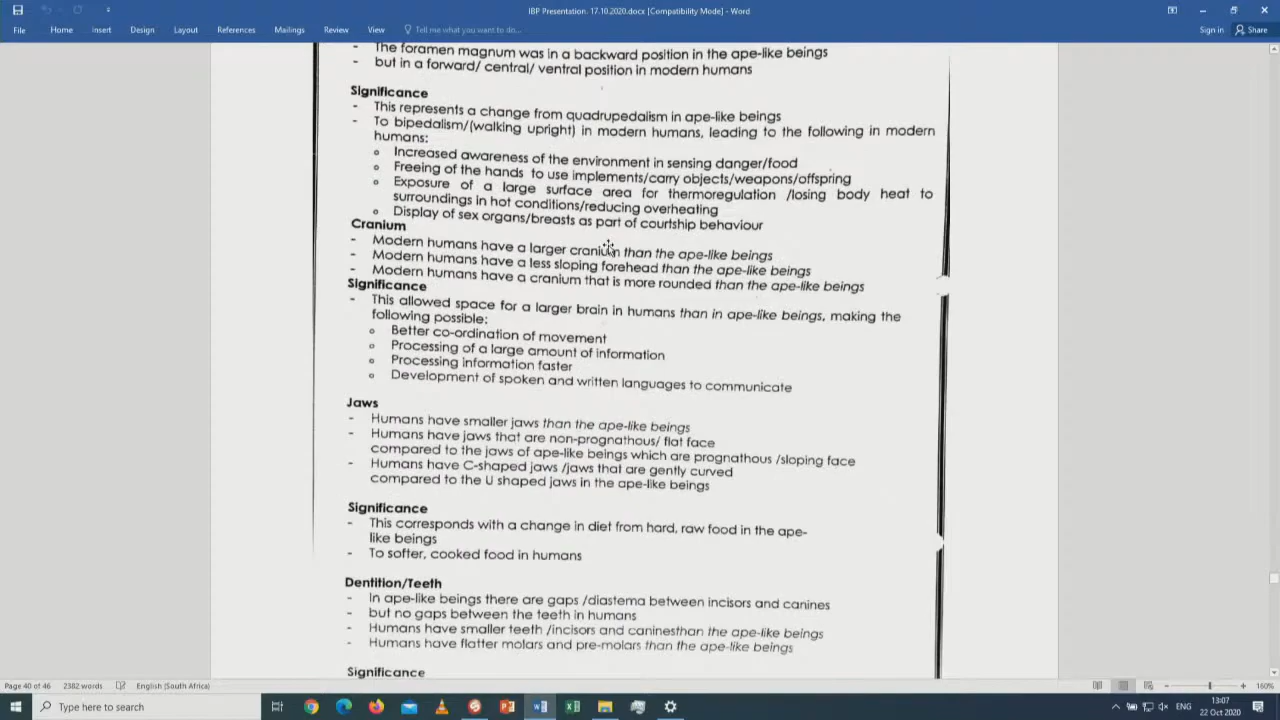 IBP Presentation. 17.10.2020.docx [Compatibility Mode] - Word
File Home Insert Design Layout References Mailings Review View Tell me what you want to do... Sign in Share
- The foramen magnum was in a backward position in the ape-like beings
- but in a forward/ central/ ventral position in modern humans
Significance
- This represents a change from quadrupedalism in ape-like beings
- To bipedalism/(walking upright) in modern humans, leading to the following in modern
humans:
o Increased awareness of the environment in sensing danger/food
o Freeing of the hands to use implements/carry objects/weapons/offspring
o Exposure of a large surface area for thermoregulation /losing body heat to
surroundings in hot conditions/reducing overheating
o Display of sex organs/breasts as part of courtship behaviour
Cranium
- Modern humans have a larger cranium than the ape-like beings
- Modern humans have a less sloping forehead than the ape-like beings
- Modern humans have a cranium that is more rounded than the ape-like beings
Significance
- This allowed space for a larger brain in humans than in ape-like beings, making the
following possible:
o Better co-ordination of movement
o Processing of a large amount of information
o Processing information faster
o Development of spoken and written languages to communicate
Jaws
- Humans have smaller jaws than the ape-like beings
- Humans have jaws that are non-prognathous/ flat face
compared to the jaws of ape-like beings which are prognathous /sloping face
- Humans have C-shaped jaws /jaws that are gently curved
compared to the U shaped jaws in the ape-like beings
Significance
- This corresponds with a change in diet from hard, raw food in the ape-
like beings
- To softer, cooked food in humans
Dentition/Teeth
- In ape-like beings there are gaps /diastema between incisors and canines
- but no gaps between the teeth in humans
- Humans have smaller teeth /incisors and caninesthan the ape-like beings
- Humans have flatter molars and pre-molars than the ape-like beings
Significance
Page 40 of 46 2382 words English (South Africa) 160%
Type here to search ENG 13:07
22 Oct 2020